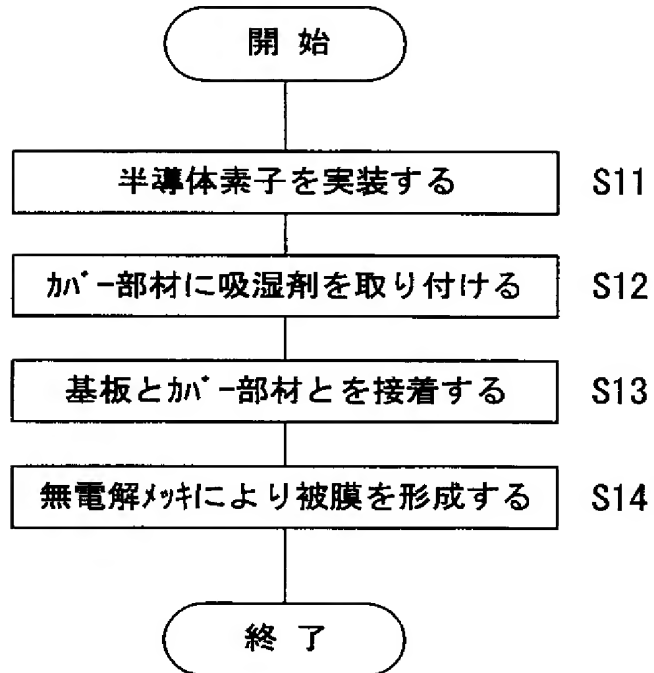 開 始
半導体素子を実装する S11
ｶﾊﾞｰ部材に吸湿剤を取り付ける S12
基板とｶﾊﾞｰ部材とを接着する S13
無電解ﾒｯｷにより被膜を形成する S14
終 了